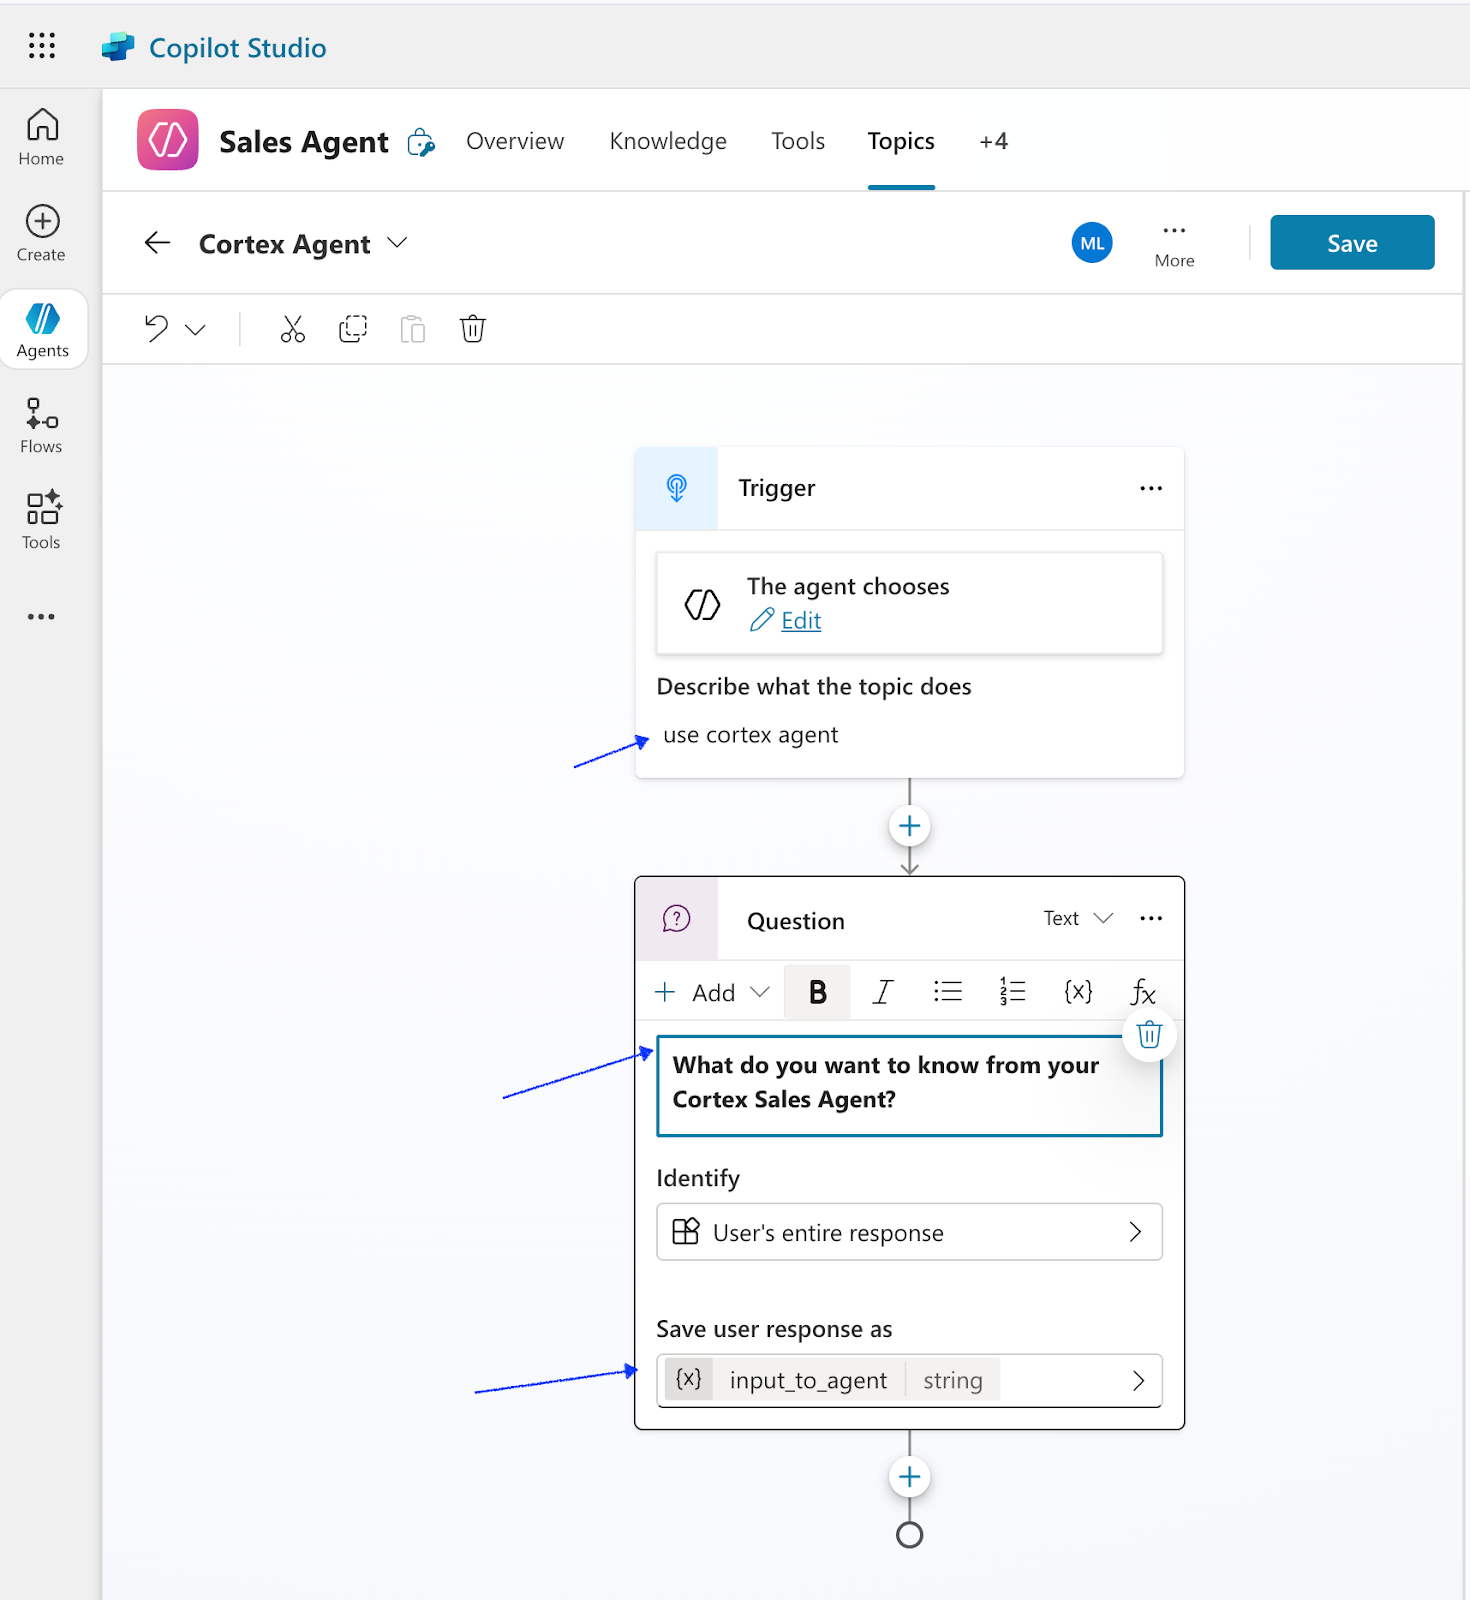 Copilot Studio
Home
Create
Agents
Flows
Tools
Sales Agent
Overview
Knowledge
Tools
Topics
+4
Cortex Agent
ML
More
Save
Trigger
The agent chooses
Edit
Describe what the topic does
use cortex agent
Question
Text
Add
B
I
1
2
3
{x}
fx
What do you want to know from your
Cortex Sales Agent?
Identify
User's entire response
Save user response as
{x} input_to_agent string